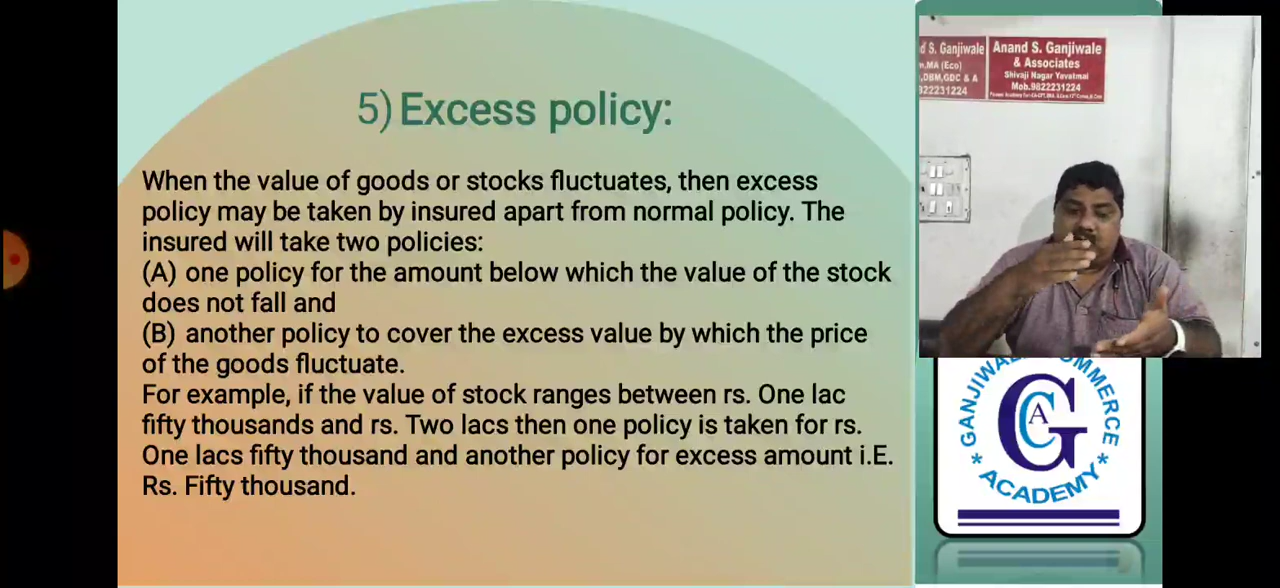 5) Excess policy:
When the value of goods or stocks fluctuates, then excess
policy may be taken by insured apart from normal policy. The
insured will take two policies:
(A) one policy for the amount below which the value of the stock
does not fall and
(B) another policy to cover the excess value by which the price
of the goods fluctuate.
For example, if the value of stock ranges between rs. One lac
fifty thousands and rs. Two lacs then one policy is taken for rs.
One lacs fifty thousand and another policy for excess amount i.E.
Rs. Fifty thousand.
d S. Ganjiwale
MA (Eco)
,DBM,GDC & A
822231224
Anand S. Ganjiwale
& Associates
Shivaji Nagar Yavatmal
Mob.9822231224
GANJIWAL
MMERCE
ACADEMY
G
C
A